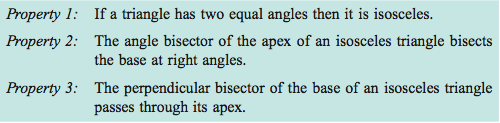 Property 1: If a triangle has two equal angles then it is isosceles.
Property 2: The angle bisector of the apex of an isosceles triangle bisects
the base at right angles.
Property 3: The perpendicular bisector of the base of an isosceles triangle
passes through its apex.